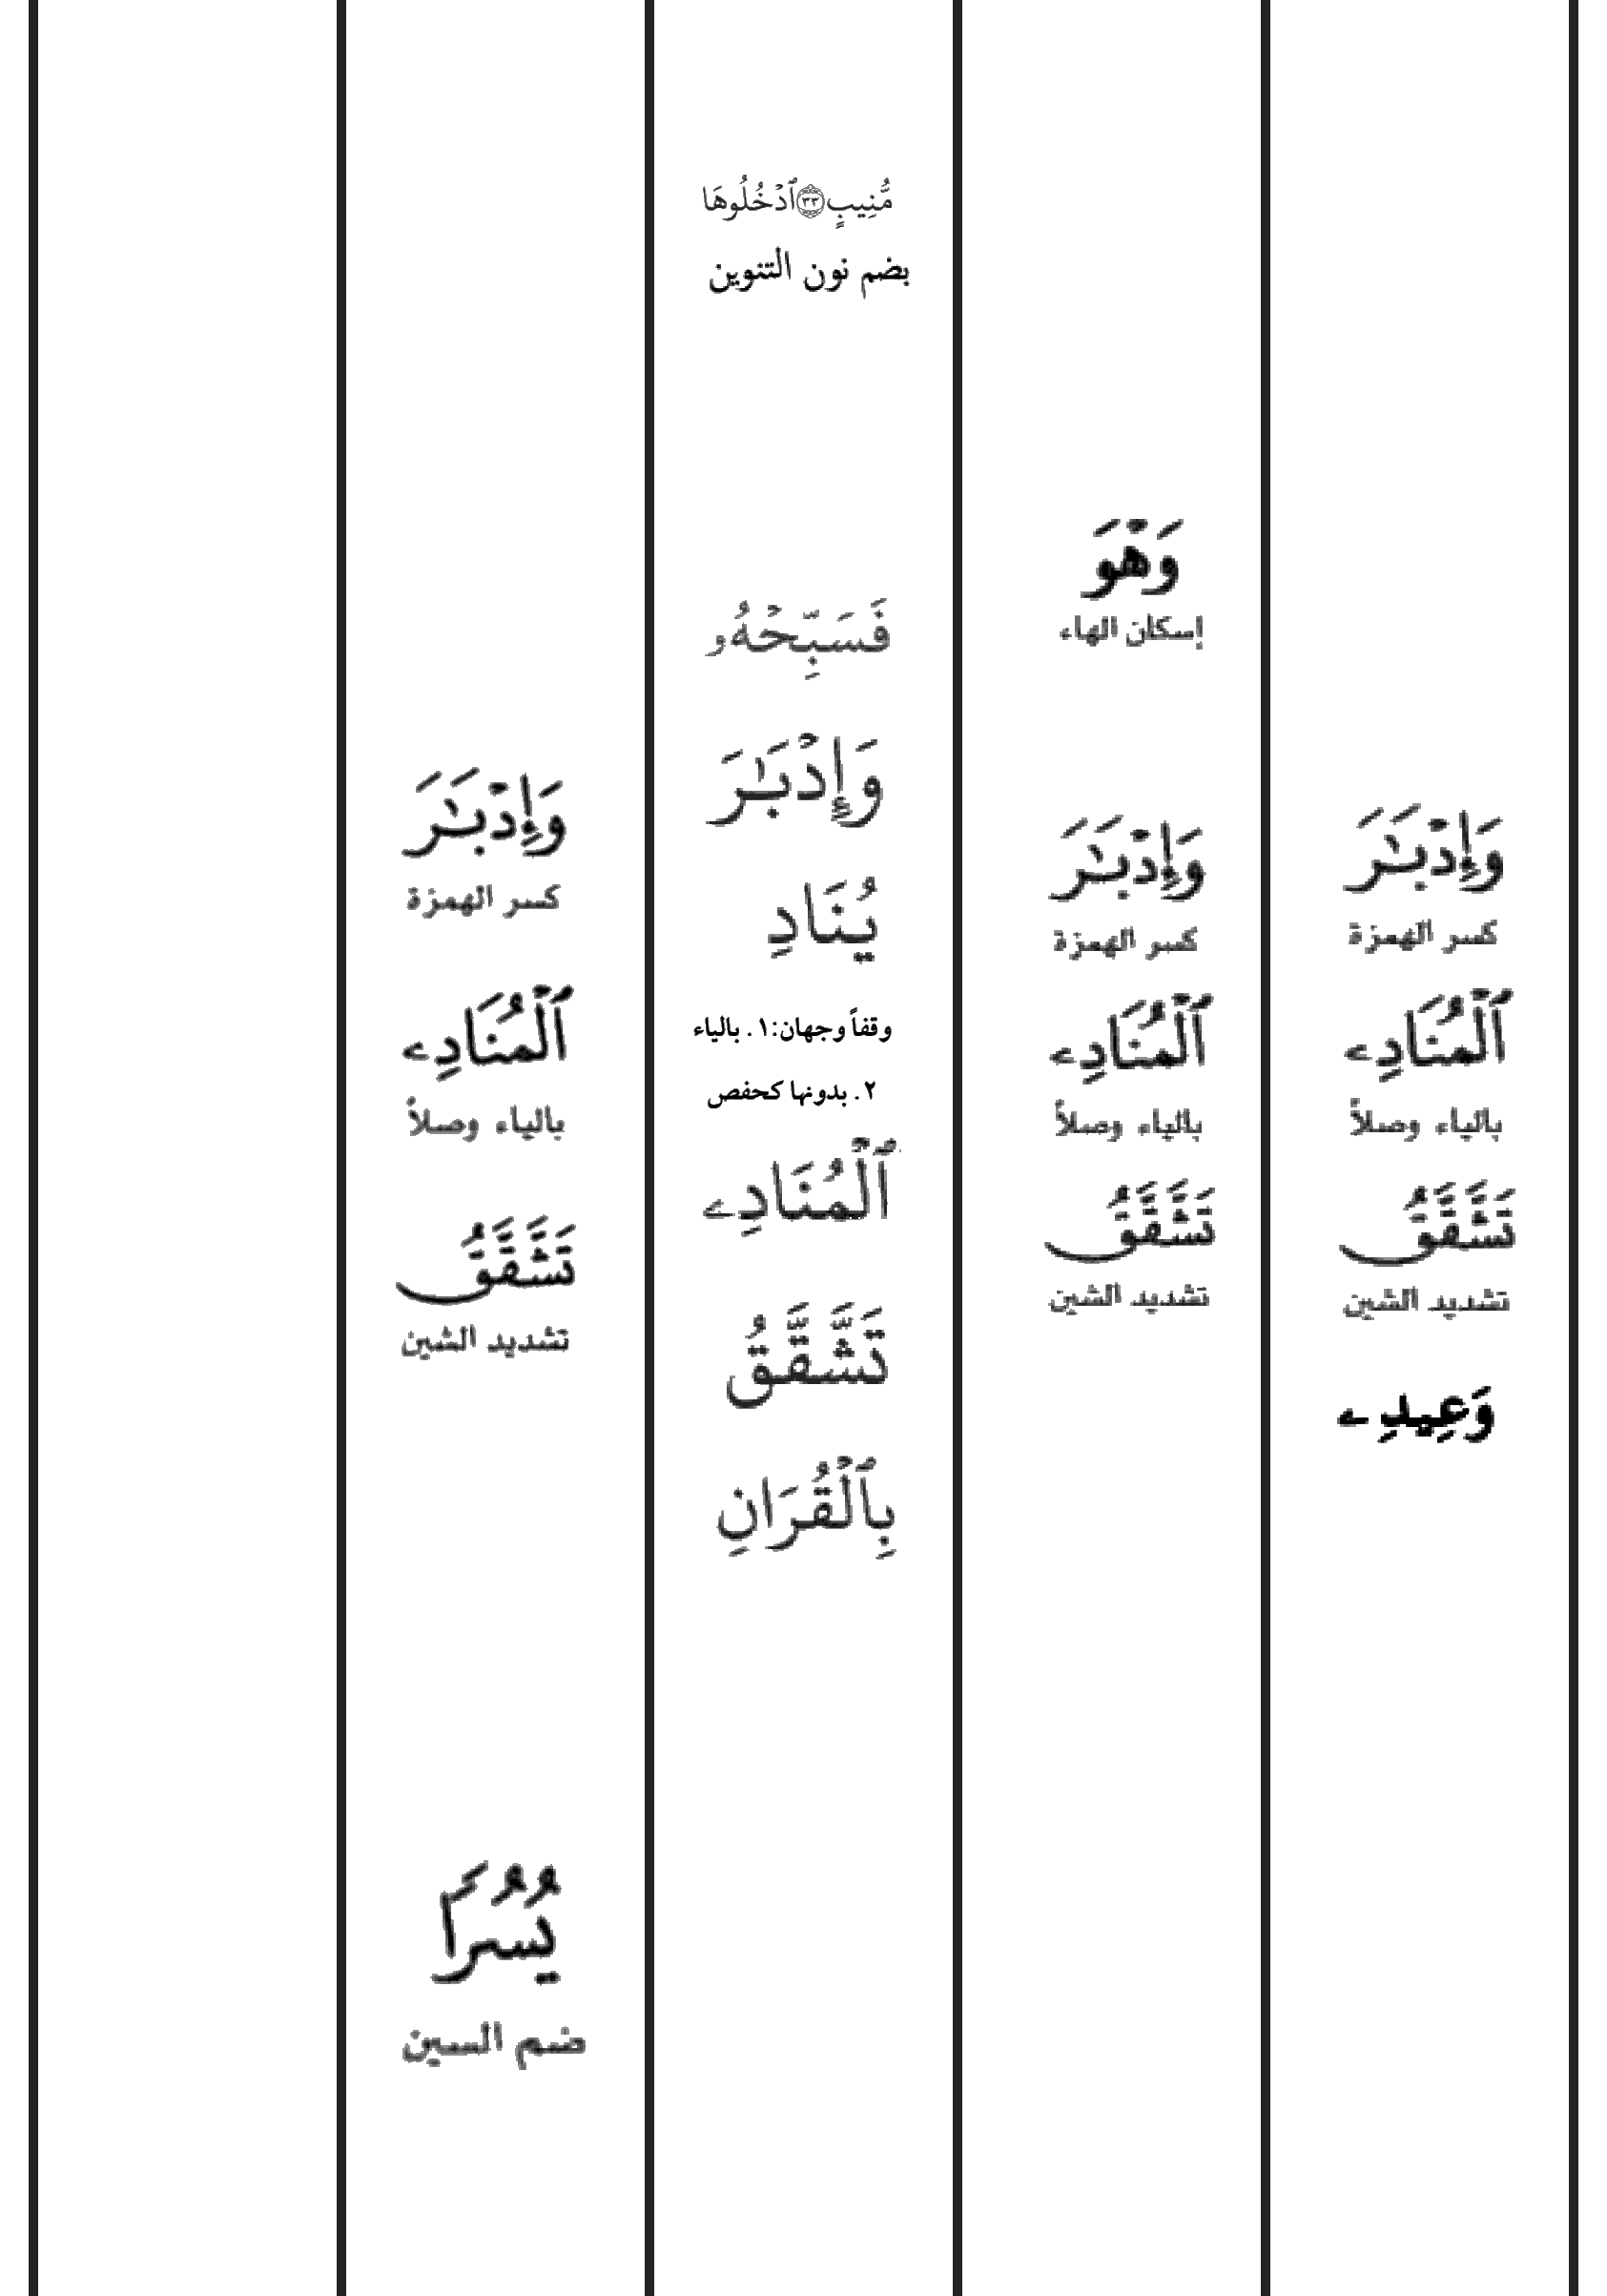 وَإِدْبَـٰرَ
كسر الهمزة
ٱلْمُنَادِۦ
بالياء وصلاً
تَشَّقَّقُ
تشديد الشين
وَعِيدِۦ
وَهْوَ
إسكان الهاء
وَإِدْبَـٰرَ
كسر الهمزة
ٱلْمُنَادِۦ
بالياء وصلاً
تَشَّقَّقُ
تشديد الشين
مُّنِيبٍ ٣٣ ٱدْخُلُوهَا
بضم نون التنوين
فَسَبِّحْهُۥ
وَإِدْبَـٰرَ
يُنَادِ
وقفاً وجهان: ١. بالياء
٢. بدونها كحفص
ٱلْمُنَادِۦ
تَشَّقَّقُ
بِٱلْقُرَانِ
وَإِدْبَـٰرَ
كسر الهمزة
ٱلْمُنَادِۦ
بالياء وصلاً
تَشَّقَّقُ
تشديد الشين
يُسُرًا
ضم السين